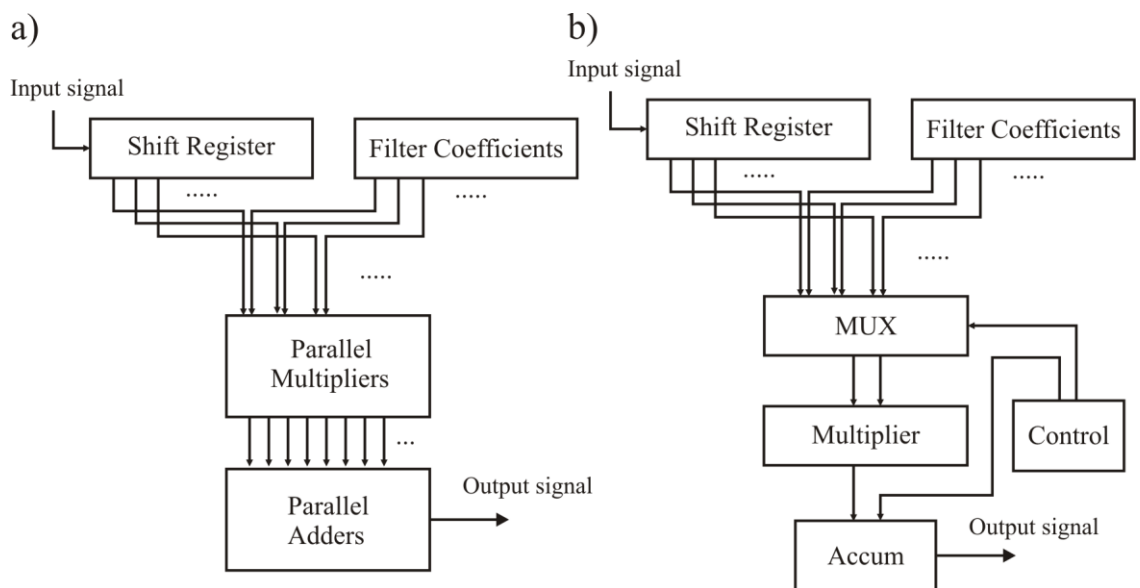 a)
Input signal
Shift Register
Filter Coefficients
.....
.....
.....
Parallel
Multipliers
...
Parallel
Adders
Output signal
b)
Input signal
Shift Register
Filter Coefficients
.....
.....
.....
MUX
Multiplier
Control
Accum
Output signal